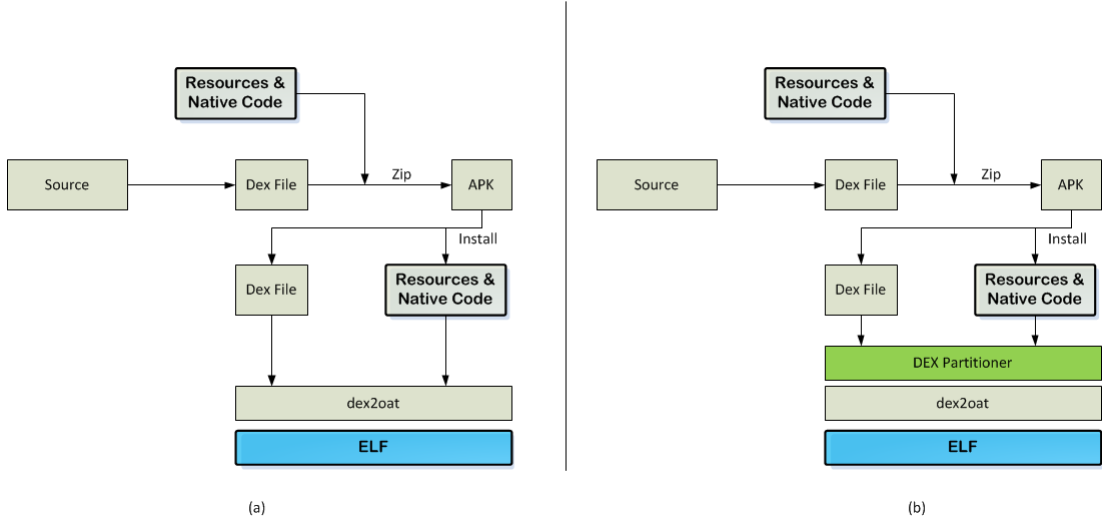 Resources &
Native Code
Source
Dex File
Zip
APK
Install
Dex File
Resources &
Native Code
dex2oat
ELF
(a)
Resources &
Native Code
Source
Dex File
Zip
APK
Install
Dex File
Resources &
Native Code
DEX Partitioner
dex2oat
ELF
(b)